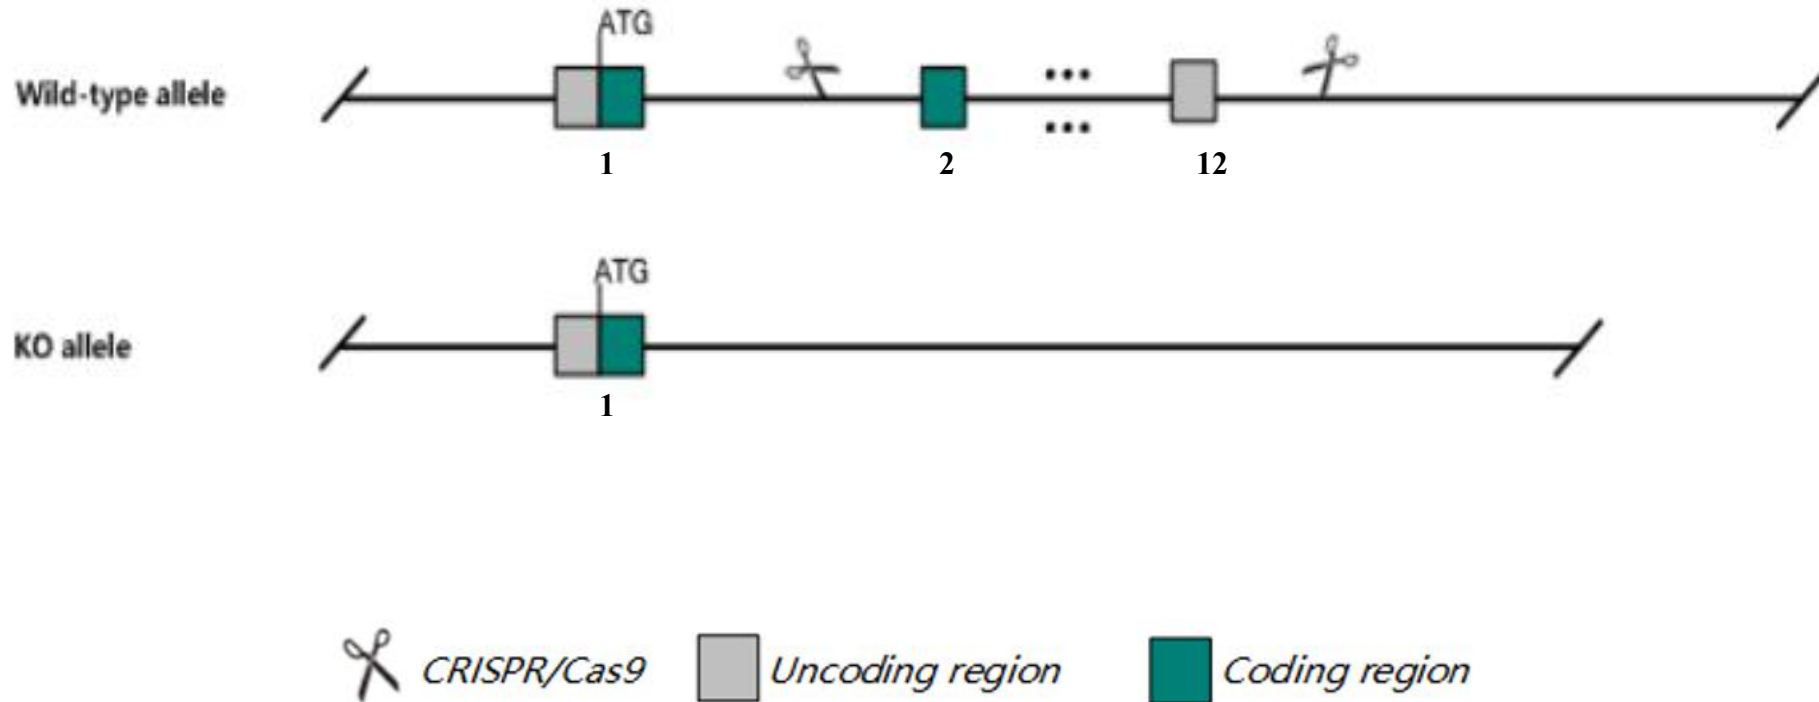 ATG
Wild-type allele
... 
...
1 2 12
ATG
KO allele
1
CRISPR/Cas9 Uncoding region Coding region